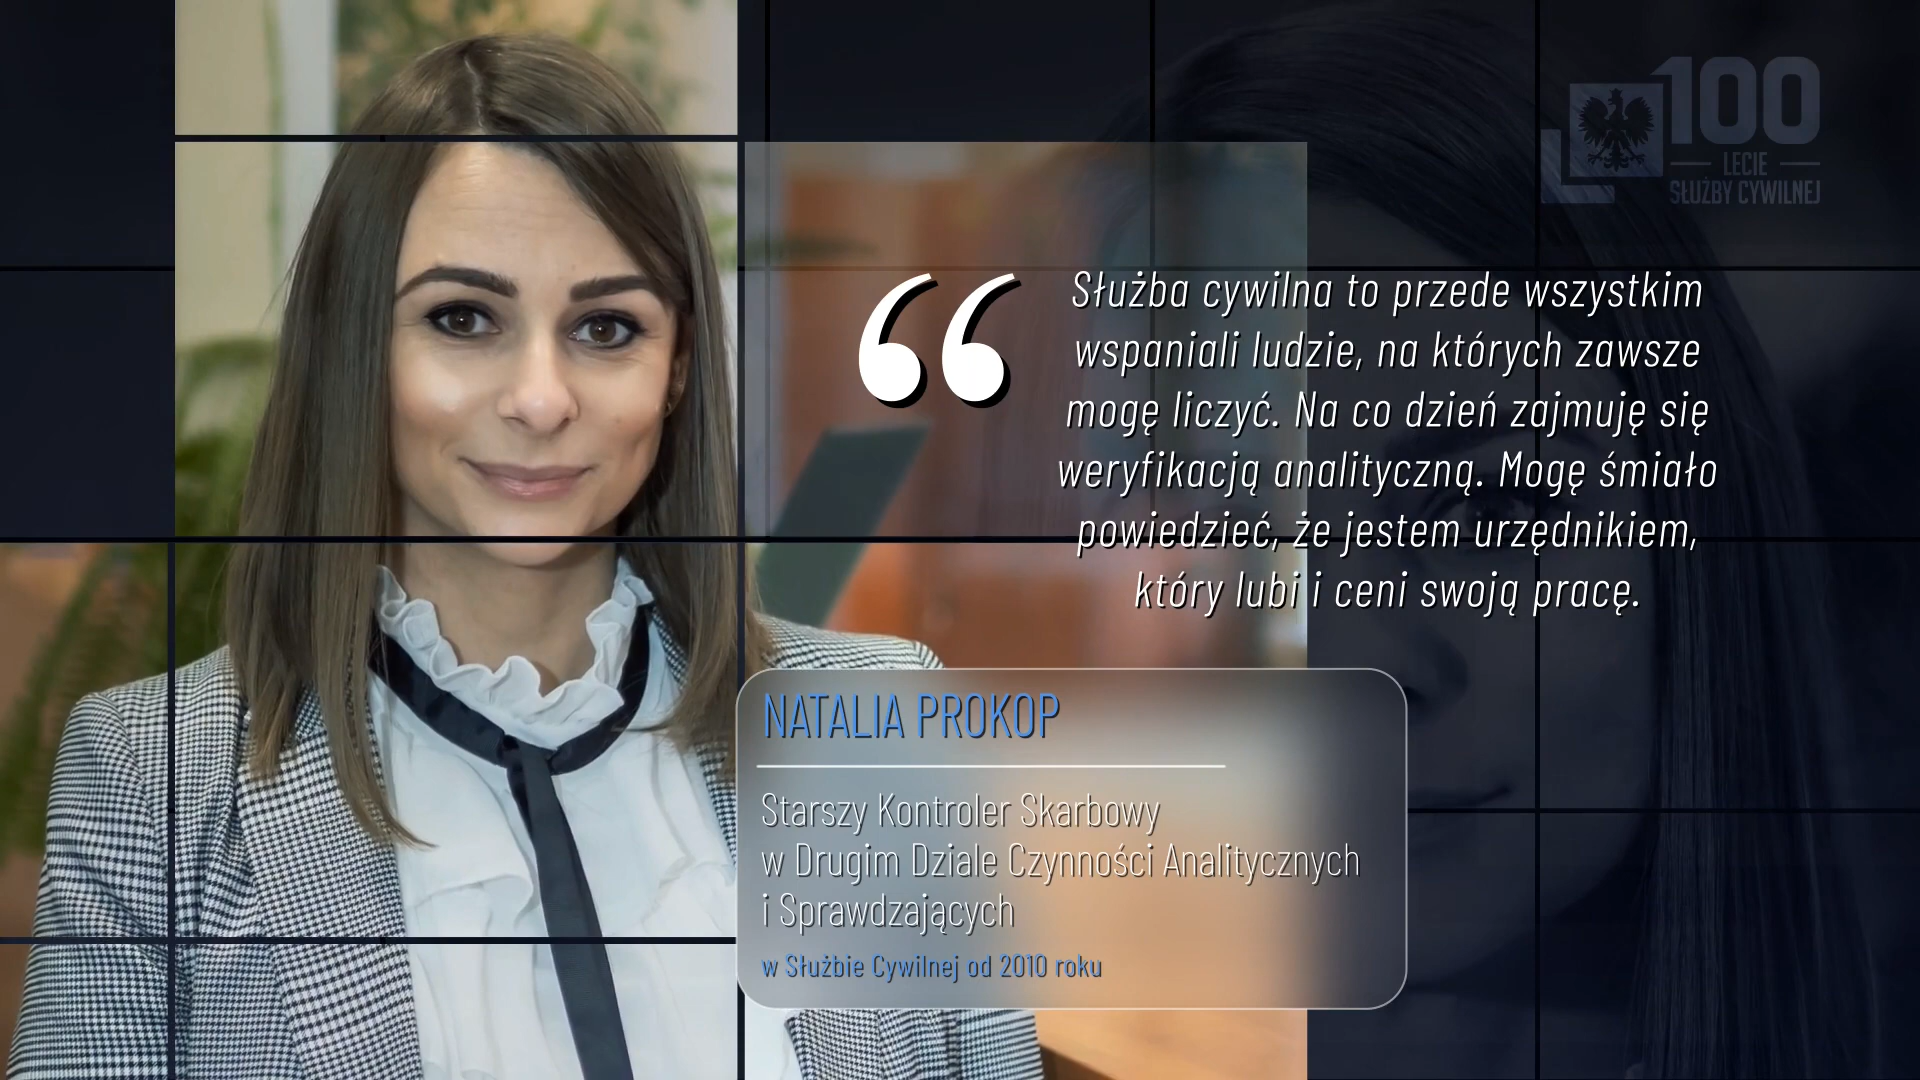 100
LECIE
SŁUŻBY CYWILNEJ
Służba cywilna to przede wszystkim
wspaniali ludzie, na których zawsze
mogę liczyć. Na co dzień zajmuję się
weryfikacją analityczną. Mogę śmiało
powiedzieć, że jestem urzędnikiem,
który lubi i ceni swoją pracę.
NATALIA PROKOP
Starszy Kontroler Skarbowy
w Drugim Dziale Czynności Analitycznych
i Sprawdzających
w Służbie Cywilnej od 2010 roku